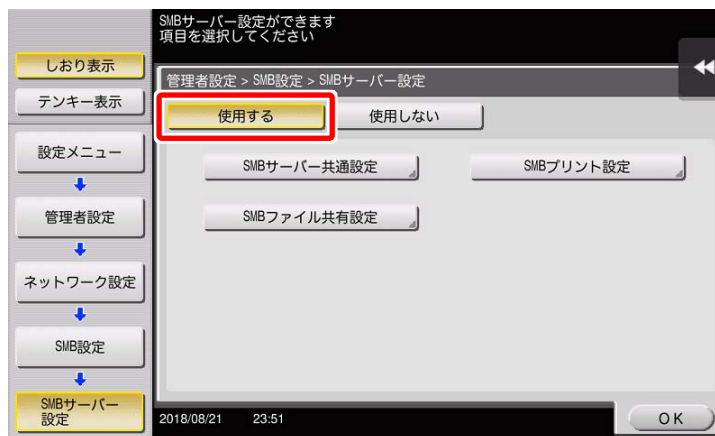 SMBサーバー設定ができます
項目を選択してください
しおり表示
テンキー表示
管理者設定 > SMB設定 > SMBサーバー設定
使用する
使用しない
設定メニュー
SMBサーバー共通設定
SMBプリント設定
管理者設定
SMBファイル共有設定
ネットワーク設定
SMB設定
SMBサーバー
設定
2018/08/21 23:51
OK